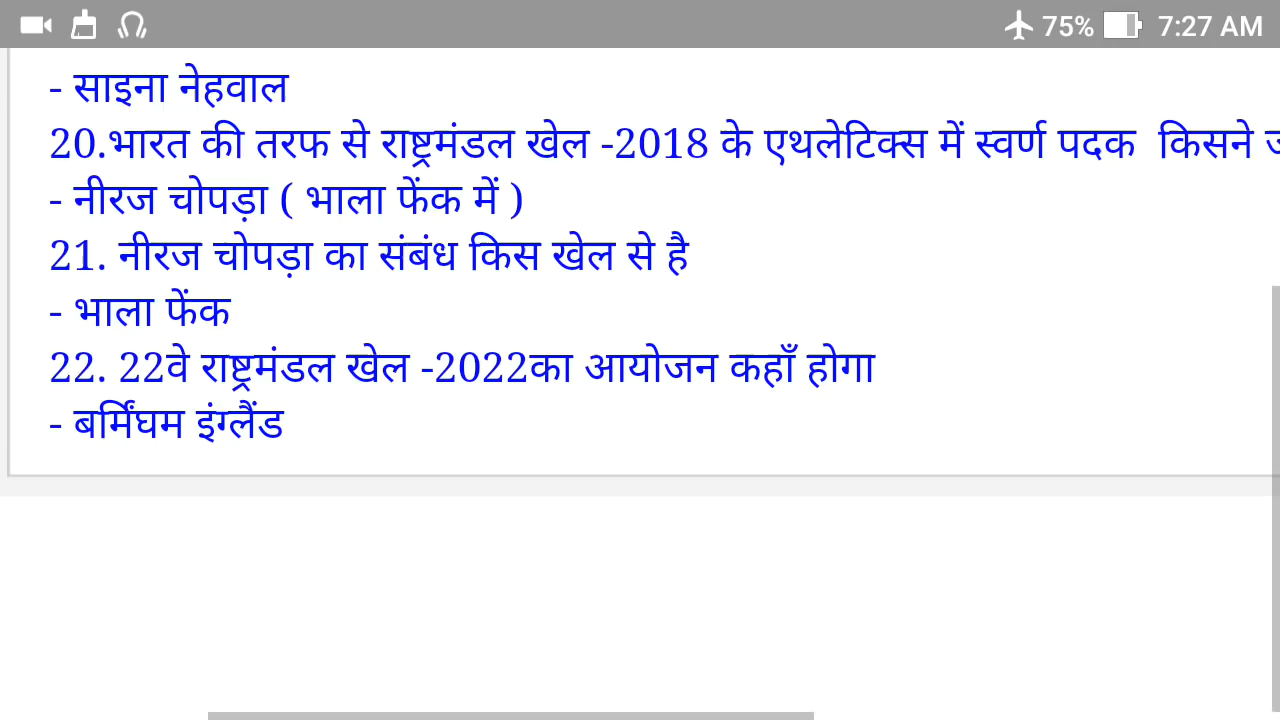 75% 7:27 AM
- साइना नेहवाल
20.भारत की तरफ से राष्ट्रमंडल खेल -2018 के एथलेटिक्स में स्वर्ण पदक किसने
- नीरज चोपड़ा ( भाला फेंक में )
21. नीरज चोपड़ा का संबंध किस खेल से है
- भाला फेंक
22. 22वे राष्ट्रमंडल खेल -2022का आयोजन कहाँ होगा
- बर्मिंघम इंग्लैंड